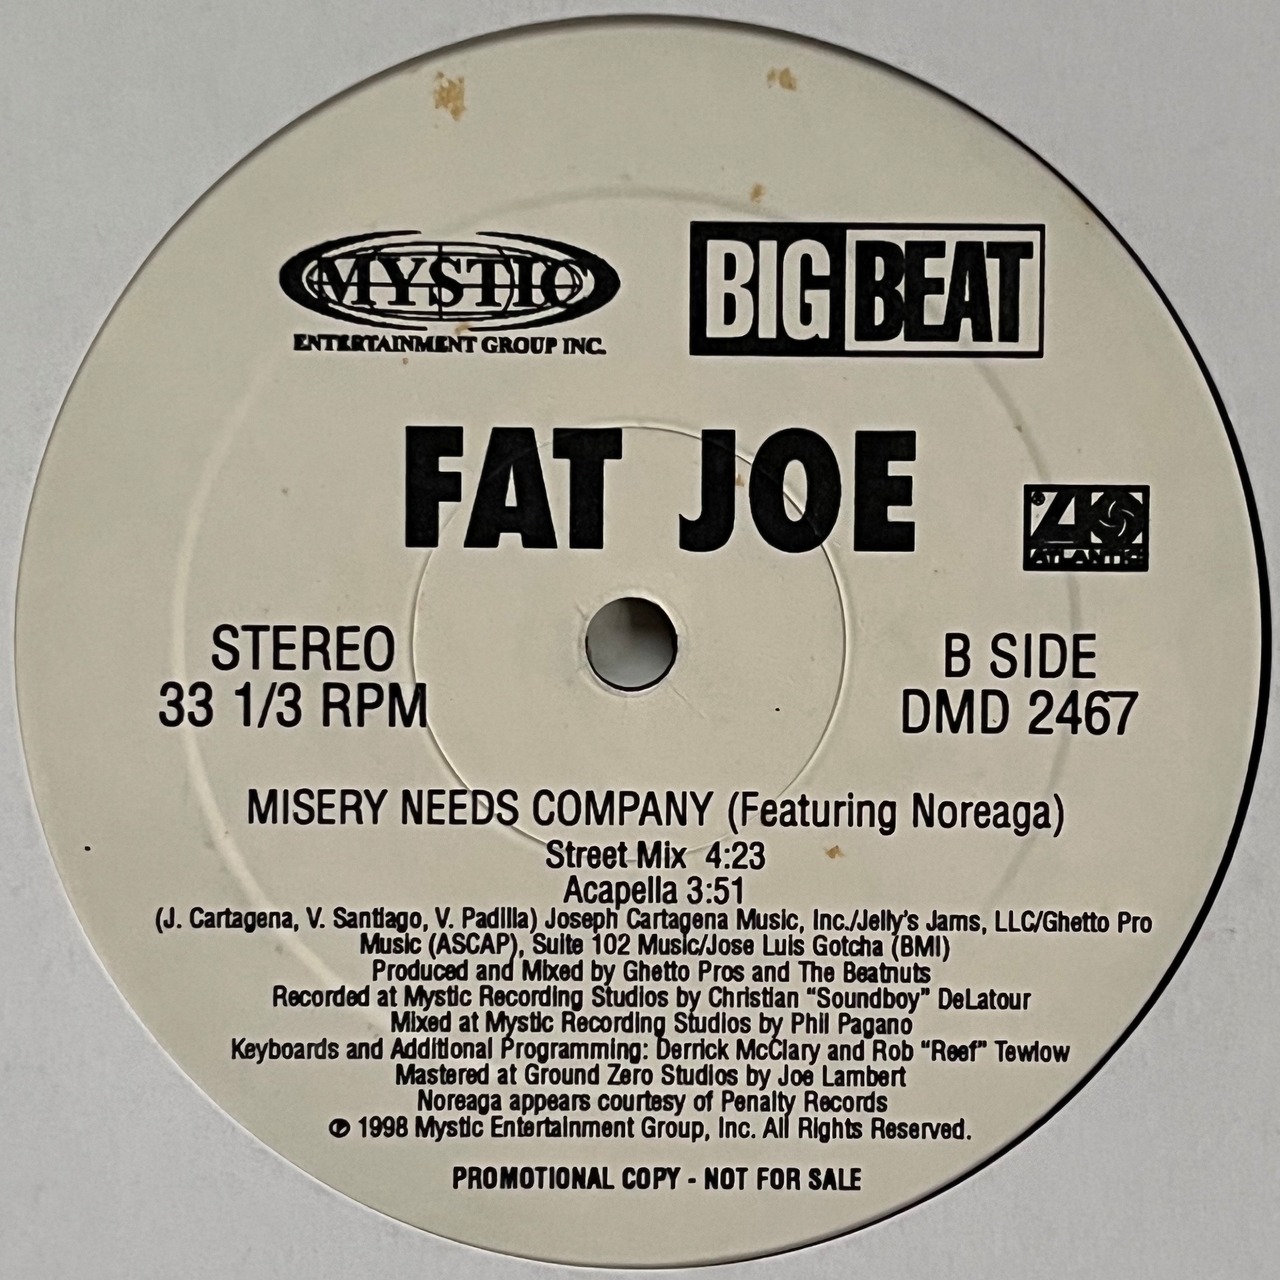 MYSTIC
ENTERTAINMENT GROUP INC.
BIG BEAT
FAT JOE
®
ATLANTIC
STEREO
33 1/3 RPM
B SIDE
DMD 2467
MISERY NEEDS COMPANY (Featuring Noreaga)
Street Mix 4:23
Acapella 3:51
(J. Cartagena, V. Santiago, V. Padilla) Joseph Cartagena Music, Inc./Jelly's Jams, LLC/Ghetto Pro
Music (ASCAP), Suite 102 Music/Jose Luis Gotcha (BMI)
Produced and Mixed by Ghetto Pros and The Beatnuts
Recorded at Mystic Recording Studios by Christian "Soundboy" DeLatour
Mixed at Mystic Recording Studios by Phil Pagano
Keyboards and Additional Programming: Derrick McClary and Rob "Reef" Tewlow
Mastered at Ground Zero Studios by Joe Lambert
Noreaga appears courtesy of Penalty Records
℗ 1998 Mystic Entertainment Group, Inc. All Rights Reserved.
PROMOTIONAL COPY - NOT FOR SALE